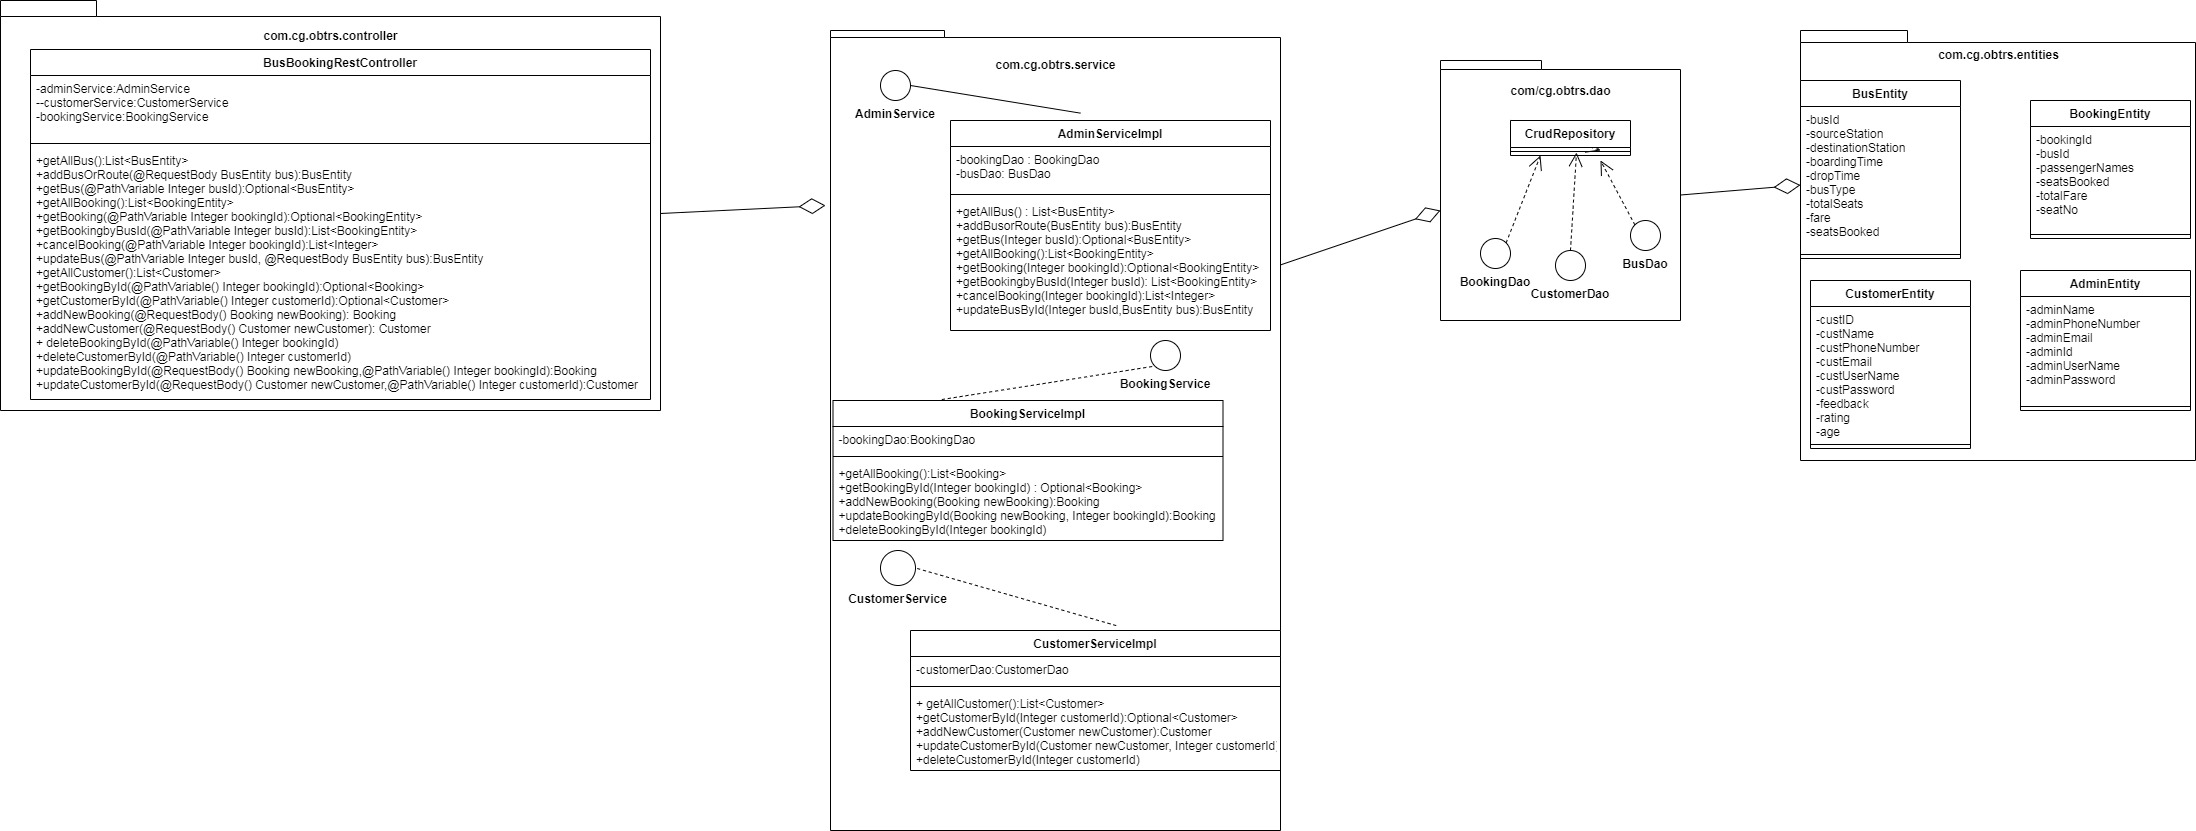 com.cg.obtrs.controller
BusBookingRestController
-adminService:AdminService
--customerService:CustomerService
-bookingService:BookingService
+getAllBus():List<BusEntity>
+addBusOrRoute(@RequestBody BusEntity bus):BusEntity
+getBus(@PathVariable Integer busId):Optional<BusEntity>
+getAllBooking():List<BookingEntity>
+getBooking(@PathVariable Integer bookingId):Optional<BookingEntity>
+getBookingbyBusId(@PathVariable Integer busId):List<BookingEntity>
+cancelBooking(@PathVariable Integer bookingId):List<Integer>
+updateBus(@PathVariable Integer busId, @RequestBody BusEntity bus):BusEntity
+getAllCustomer():List<Customer>
+getBookingById(@PathVariable() Integer bookingId):Optional<Booking>
+getCustomerById(@PathVariable() Integer customerId):Optional<Customer>
+addNewBooking(@RequestBody() Booking newBooking): Booking
+addNewCustomer(@RequestBody() Customer newCustomer): Customer
+ deleteBookingById(@PathVariable() Integer bookingId)
+deleteCustomerById(@PathVariable() Integer customerId)
+updateBookingById(@RequestBody() Booking newBooking,@PathVariable() Integer bookingId):Booking
+updateCustomerById(@RequestBody() Customer newCustomer,@PathVariable() Integer customerId):Customer
com.cg.obtrs.service
AdminService
AdminServiceImpl
-bookingDao : BookingDao
-busDao: BusDao
+getAllBus() : List<BusEntity>
+addBusorRoute(BusEntity bus):BusEntity
+getBus(Integer busId):Optional<BusEntity>
+getAllBooking():List<BookingEntity>
+getBooking(Integer bookingId):Optional<BookingEntity>
+getBookingbyBusId(Integer busId): List<BookingEntity>
+cancelBooking(Integer bookingId):List<Integer>
+updateBusById(Integer busId,BusEntity bus):BusEntity
BookingService
BookingServiceImpl
-bookingDao:BookingDao
+getAllBooking():List<Booking>
+getBookingById(Integer bookingId) : Optional<Booking>
+addNewBooking(Booking newBooking):Booking
+updateBookingById(Booking newBooking, Integer bookingId):Booking
+deleteBookingById(Integer bookingId)
CustomerService
CustomerServiceImpl
-customerDao:CustomerDao
+ getAllCustomer():List<Customer>
+getCustomerById(Integer customerId):Optional<Customer>
+addNewCustomer(Customer newCustomer):Customer
+updateCustomerById(Customer newCustomer, Integer customerId)
+deleteCustomerById(Integer customerId)
com/cg.obtrs.dao
CrudRepository
BookingDao
CustomerDao
BusDao
com.cg.obtrs.entities
BusEntity
-busId
-sourceStation
-destinationStation
-boardingTime
-dropTime
-busType
-totalSeats
-fare
-seatsBooked
BookingEntity
-bookingId
-busId
-passengerNames
-seatsBooked
-totalFare
-seatNo
CustomerEntity
-custID
-custName
-custPhoneNumber
-custEmail
-custUserName
-custPassword
-feedback
-rating
-age
AdminEntity
-adminName
-adminPhoneNumber
-adminEmail
-adminId
-adminUserName
-adminPassword